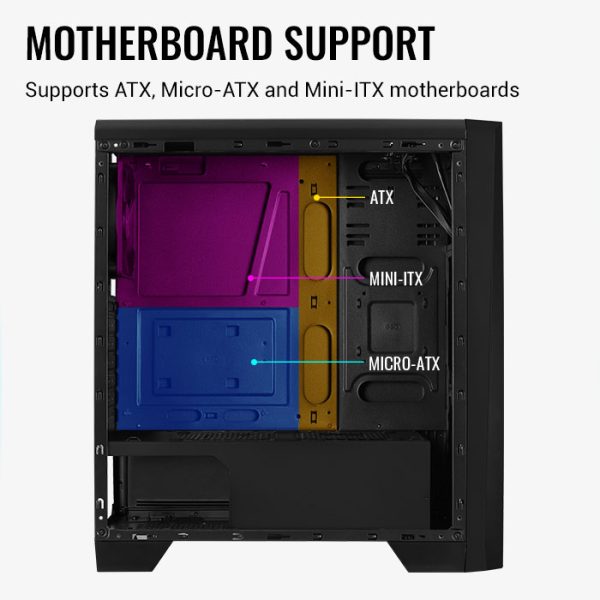 MOTHERBOARD SUPPORT
Supports ATX, Micro-ATX and Mini-ITX motherboards
ATX
MINI-ITX
MICRO-ATX